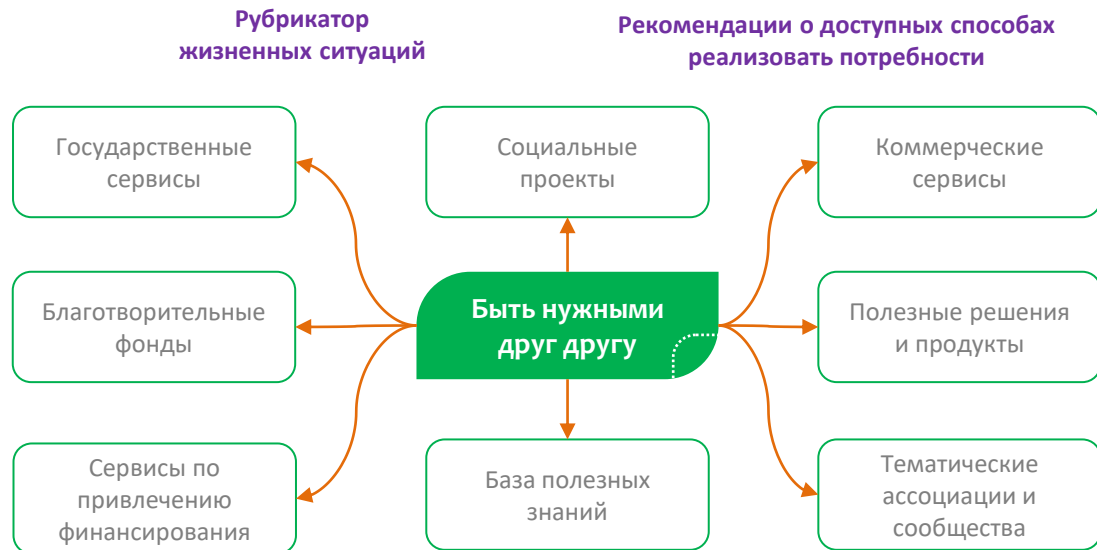 Рубрикатор
жизненных ситуаций
Рекомендации о доступных способах
реализовать потребности
Государственные
сервисы
Социальные
проекты
Коммерческие
сервисы
Благотворительные
фонды
Быть нужными
друг другу
Полезные решения
и продукты
Сервисы по
привлечению
финансирования
База полезных
знаний
Тематические
ассоциации и
сообщества